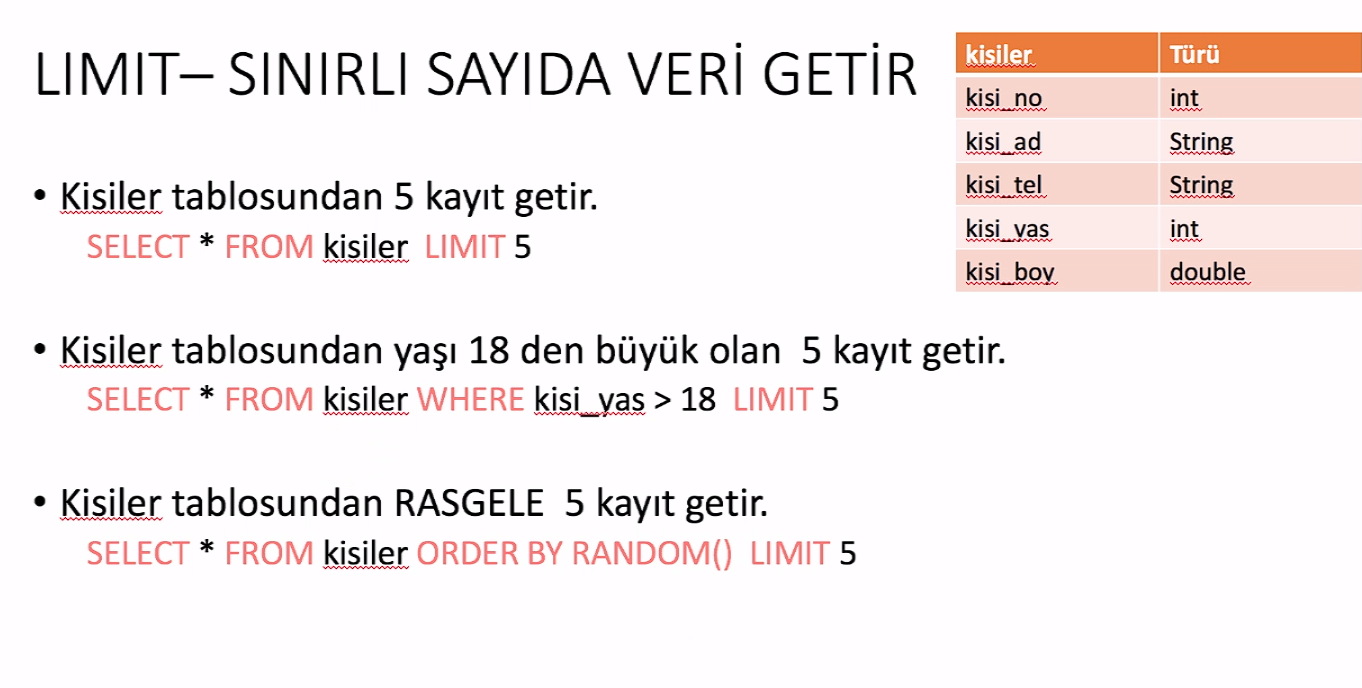 LIMIT– SINIRLI SAYIDA VERİ GETİR
kisiler Türü
kisi_no int
kisi_ad String
kisi_tel String
kisi_yas int
kisi_boy double
• Kisiler tablosundan 5 kayıt getir.
SELECT * FROM kisiler LIMIT 5
• Kisiler tablosundan yaşı 18 den büyük olan 5 kayıt getir.
SELECT * FROM kisiler WHERE kisi_yas > 18 LIMIT 5
• Kisiler tablosundan RASGELE 5 kayıt getir.
SELECT * FROM kisiler ORDER BY RANDOM() LIMIT 5